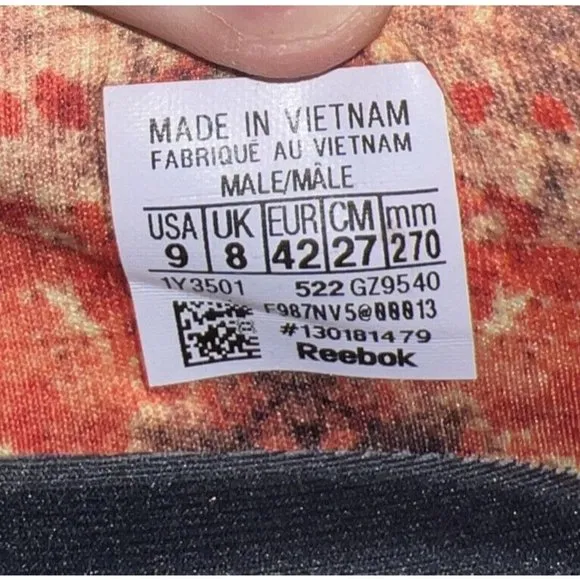 MADE IN VIETNAM
FABRIQUÉ AU VIETNAM
MALE/MÂLE
USA UK EUR CM mm
9 8 42 27 270
1Y3501 522 GZ9540
F987NV5@00013
#130181479
Reebok